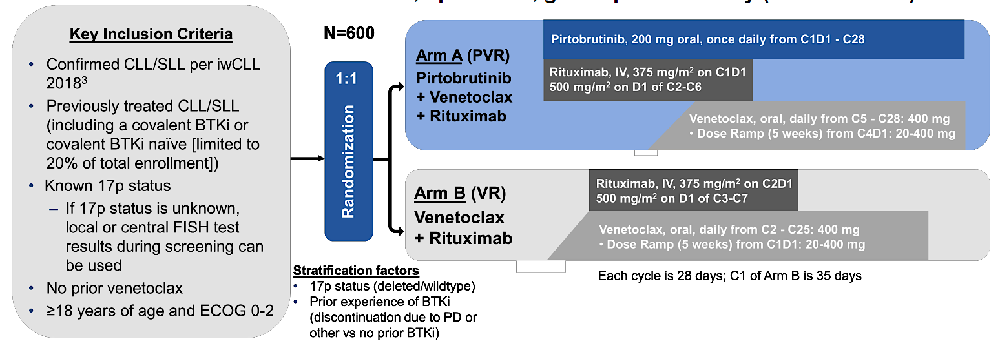 Key Inclusion Criteria
• Confirmed CLL/SLL per iwCLL
2018³
• Previously treated CLL/SLL
(including a covalent BTKi or
covalent BTKi naïve [limited to
20% of total enrollment])
• Known 17p status
– If 17p status is unknown,
local or central FISH test
results during screening can
be used
• No prior venetoclax
• ≥18 years of age and ECOG 0-2
N=600
1:1
Randomization
Stratification factors
• 17p status (deleted/wildtype)
• Prior experience of BTKi
(discontinuation due to PD or
other vs no prior BTKi)
Arm A (PVR)
Pirtobrutinib
+ Venetoclax
+ Rituximab
Pirtobrutinib, 200 mg oral, once daily from C1D1 - C28
Rituximab, IV, 375 mg/m² on C1D1
500 mg/m² on D1 of C2-C6
Venetoclax, oral, daily from C5 - C28: 400 mg
• Dose Ramp (5 weeks) from C4D1: 20-400 mg
Arm B (VR)
Venetoclax
+ Rituximab
Rituximab, IV, 375 mg/m² on C2D1
500 mg/m² on D1 of C3-C7
Venetoclax, oral, daily from C2 - C25: 400 mg
• Dose Ramp (5 weeks) from C1D1: 20-400 mg
Each cycle is 28 days; C1 of Arm B is 35 days